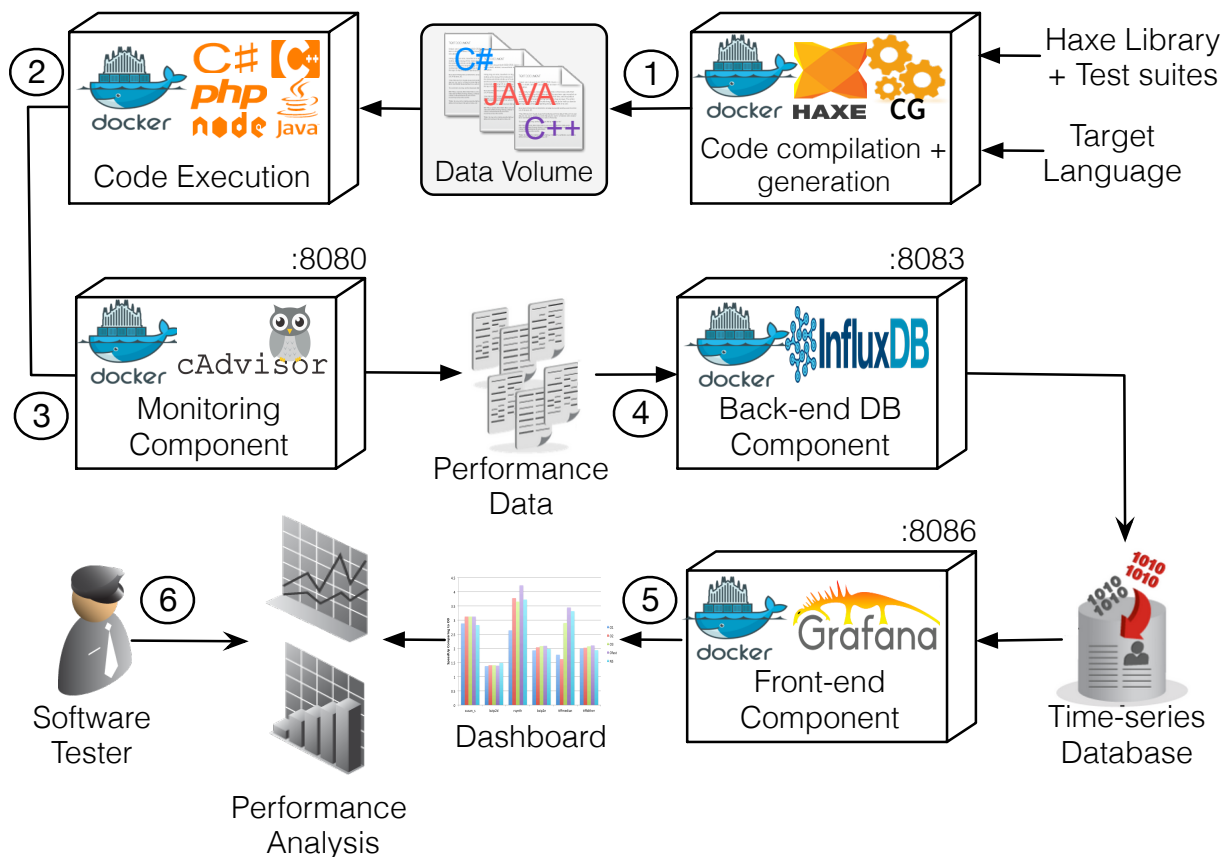 2
docker
C#
C++
php
node
Java
Code Execution
C#
JAVA
C++
Data Volume
1
docker
HAXE
CG
Code compilation +
generation
Haxe Library
+ Test suites
Target
Language
:8080
docker
cAdvisor
3
Monitoring
Component
Performance
Data
:8083
docker
InfluxDB
4
Back-end DB
Component
Software
Tester
6
Performance
Analysis
Dashboard
5
:8086
docker
Grafana
Front-end
Component
1010
1010
1010
1010
Time-series
Database